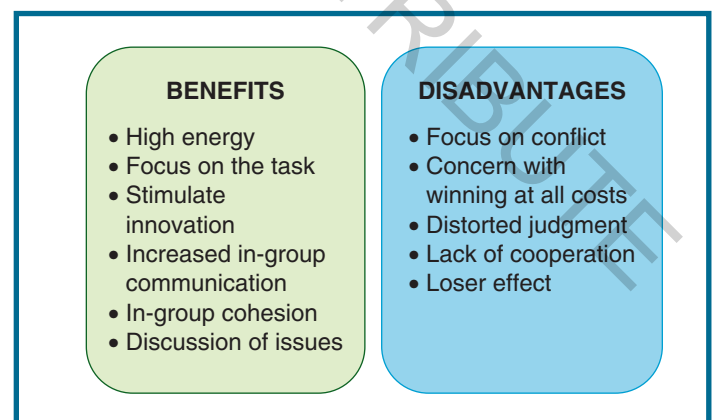 BENEFITS
• High energy
• Focus on the task
• Stimulate
innovation
• Increased in-group
communication
• In-group cohesion
• Discussion of issues
DISADVANTAGES
• Focus on conflict
• Concern with
winning at all costs
• Distorted judgment
• Lack of cooperation
• Loser effect
TRIBUTE